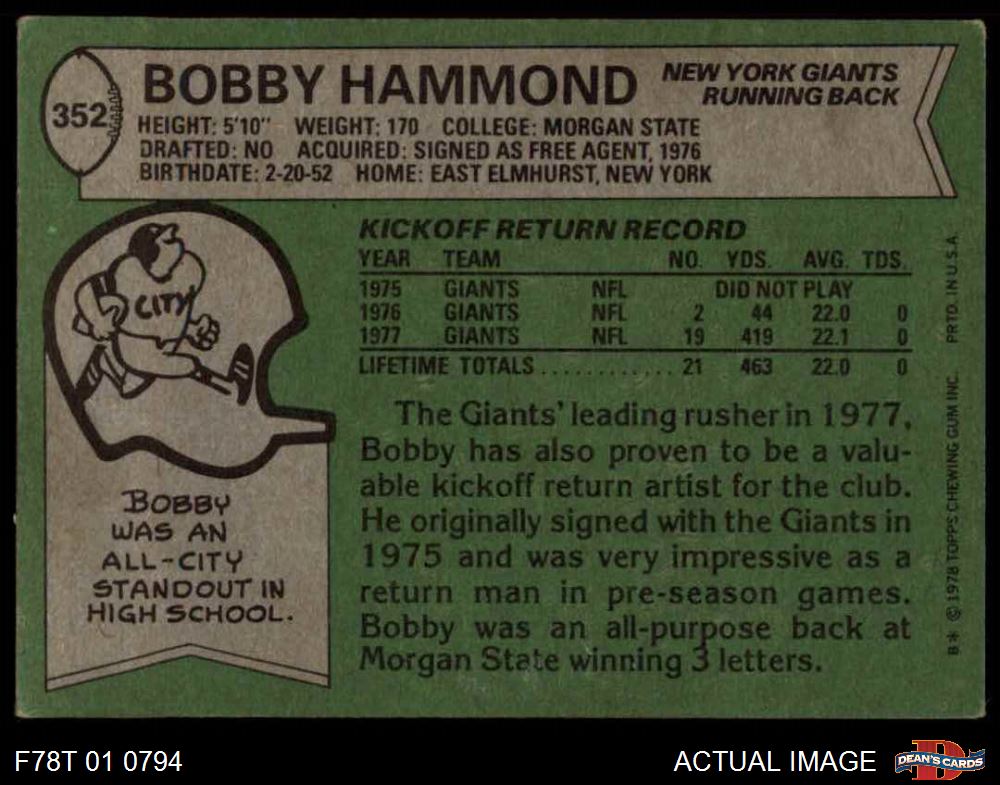 352
BOBBY HAMMOND
NEW YORK GIANTS
RUNNING BACK
HEIGHT: 5'10" WEIGHT: 170 COLLEGE: MORGAN STATE
DRAFTED: NO ACQUIRED: SIGNED AS FREE AGENT, 1976
BIRTHDATE: 2-20-52 HOME: EAST ELMHURST, NEW YORK
CITY
BOBBY
WAS AN
ALL-CITY
STANDOUT IN
HIGH SCHOOL.
KICKOFF RETURN RECORD
YEAR TEAM NO. YDS. AVG. TDS.
1975 GIANTS NFL DID NOT PLAY
1976 GIANTS NFL 2 44 22.0 0
1977 GIANTS NFL 19 419 22.1 0
LIFETIME TOTALS ............ 21 463 22.0 0
The Giants' leading rusher in 1977,
Bobby has also proven to be a valu-
able kickoff return artist for the club.
He originally signed with the Giants in
1975 and was very impressive as a
return man in pre-season games.
Bobby was an all-purpose back at
Morgan State winning 3 letters.
B* © 1978 TOPPS CHEWING GUM INC. PRTD. IN U.S.A.
F78T 01 0794
ACTUAL IMAGE
D
DEAN'S CARDS